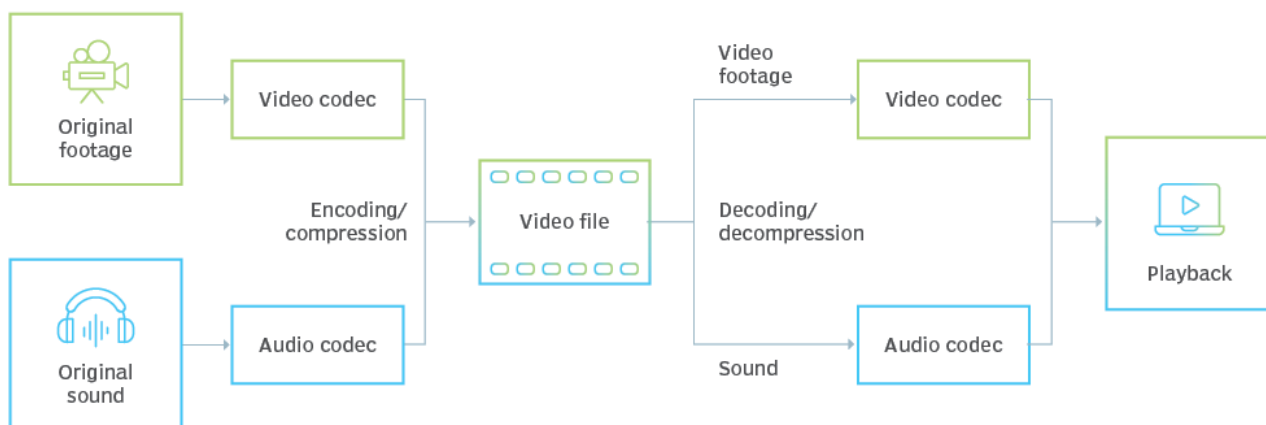 Original
footage
Video codec
Encoding/
compression
Original
sound
Audio codec
Video file
Video
footage
Decoding/
decompression
Sound
Video codec
Audio codec
Playback